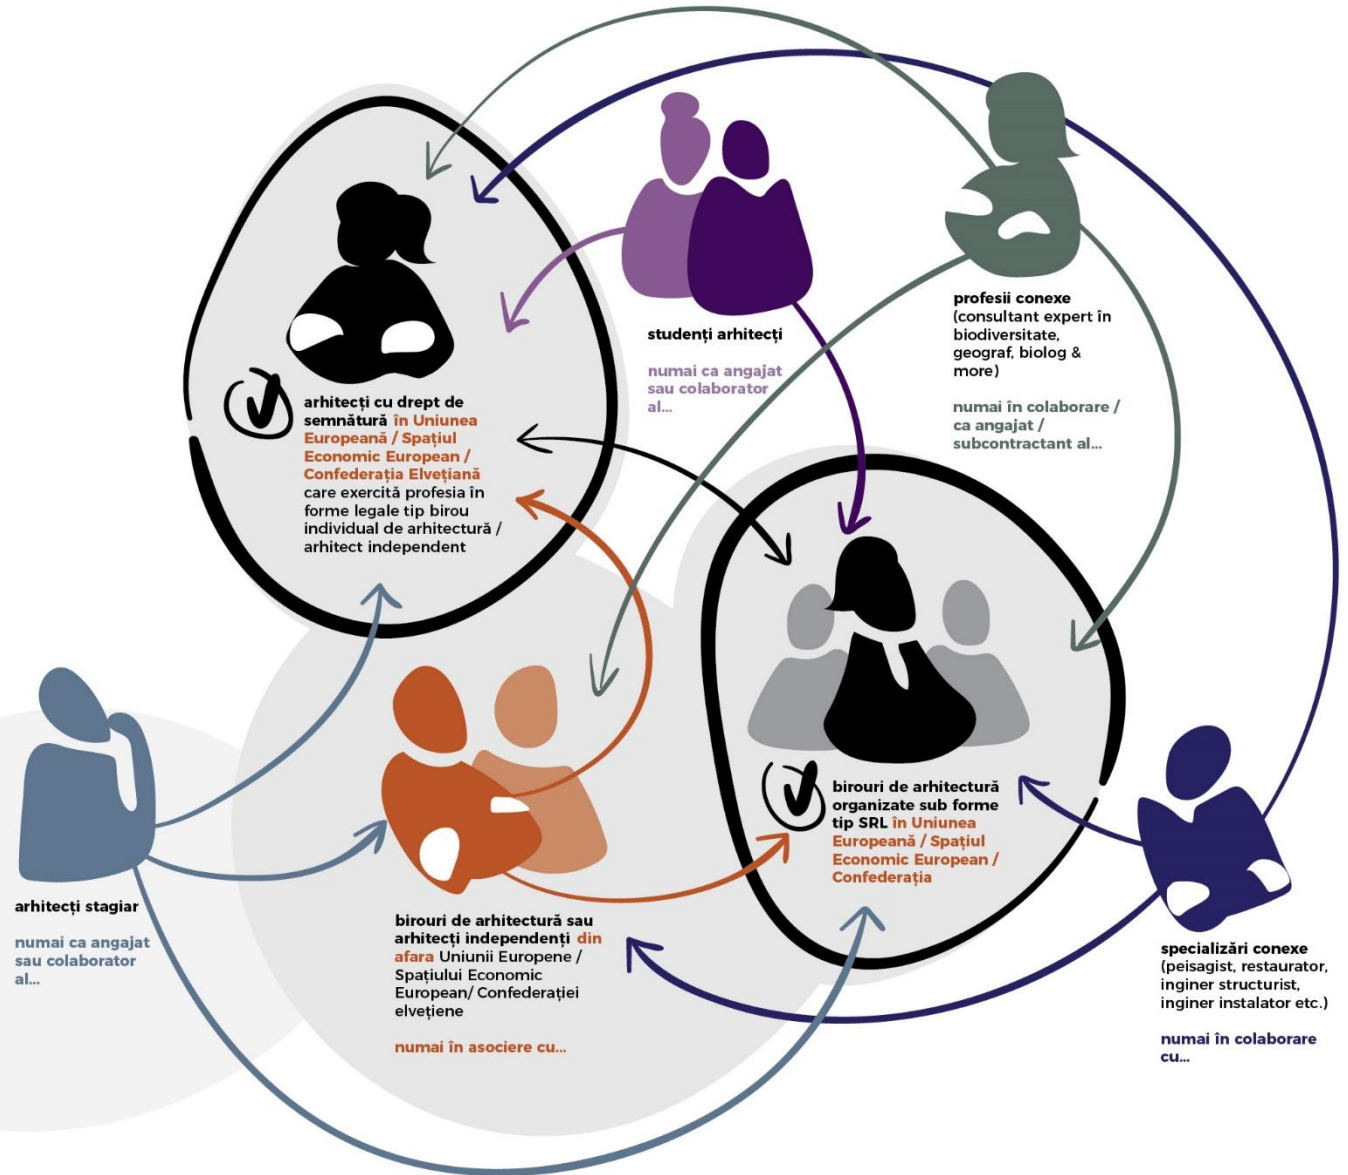 arhitecți cu drept de
semnătură în Uniunea
Europeană / Spațiul
Economic European /
Confederația Elvețiană
care exercită profesia în
forme legale tip birou
individual de arhitectură /
arhitect independent
studenți arhitecți
numai ca angajat
sau colaborator
al...
profesii conexe
(consultant expert în
biodiversitate,
geograf, biolog &
more)
numai în colaborare /
ca angajat /
subcontractant al...
arhitecți stagiar
numai ca angajat
sau colaborator
al...
birouri de arhitectură sau
arhitecți independenți din
afara Uniunii Europene /
Spațiului Economic
European/ Confederației
elvețiene
numai în asociere cu...
birouri de arhitectură
organizate sub forme
tip SRL în Uniunea
Europeană / Spațiul
Economic European /
Confederația
specializări conexe
(peisagist, restaurator,
inginer structurist,
inginer instalator etc.)
numai în colaborare
cu...